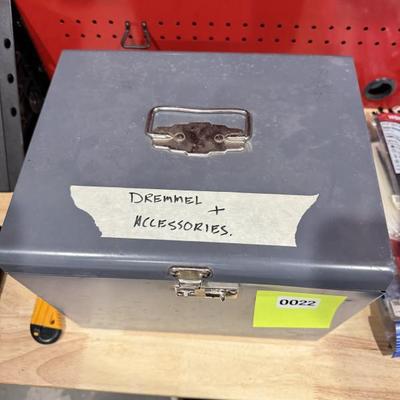 DREMMEL +
ACCESSORIES.
0022